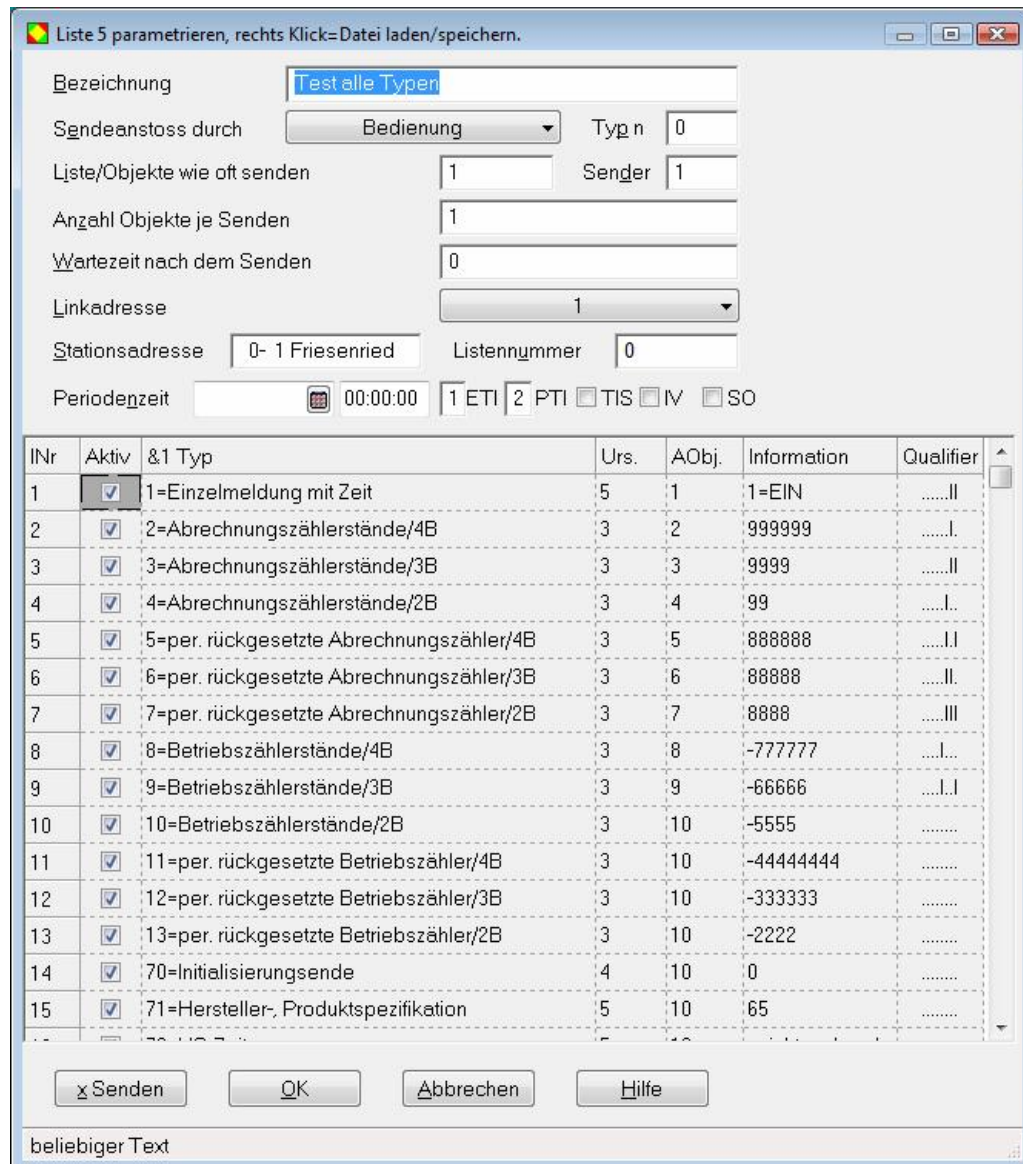 Liste 5 parametrieren, rechts Klick=Datei laden/speichern.
Bezeichnung Test alle Typen
Sendeanstoss durch Bedienung Typ n 0
Liste/Objekte wie oft senden 1 Sender 1
Anzahl Objekte je Senden 1
Wartezeit nach dem Senden 0
Linkadresse 1
Stationsadresse 0- 1 Friesenried Listennummer 0
Periodenzeit 00:00:00 1 ETI 2 PTI TIS IV SO
INr Aktiv &1 Typ Urs. AObj. Information Qualifier
1 1=Einzelmeldung mit Zeit 5 1 1=EIN ......II
2 2=Abrechnungszählerstände/4B 3 2 999999 ......I.
3 3=Abrechnungszählerstände/3B 3 3 9999 ......II
4 4=Abrechnungszählerstände/2B 3 4 99 .....I..
5 5=per. rückgesetzte Abrechnungszähler/4B 3 5 888888 .....I.I
6 6=per. rückgesetzte Abrechnungszähler/3B 3 6 88888 .....II.
7 7=per. rückgesetzte Abrechnungszähler/2B 3 7 8888 .....III
8 8=Betriebszählerstände/4B 3 8 -777777 ....I...
9 9=Betriebszählerstände/3B 3 9 -66666 ....I..I
10 10=Betriebszählerstände/2B 3 10 -5555 ........
11 11=per. rückgesetzte Betriebszähler/4B 3 10 -44444444 ........
12 12=per. rückgesetzte Betriebszähler/3B 3 10 -333333 ........
13 13=per. rückgesetzte Betriebszähler/2B 3 10 -2222 ........
14 70=Initialisierungsende 4 10 0 ........
15 71=Hersteller-, Produktspezifikation 5 10 65 ........
x Senden OK Abbrechen Hilfe
beliebiger Text